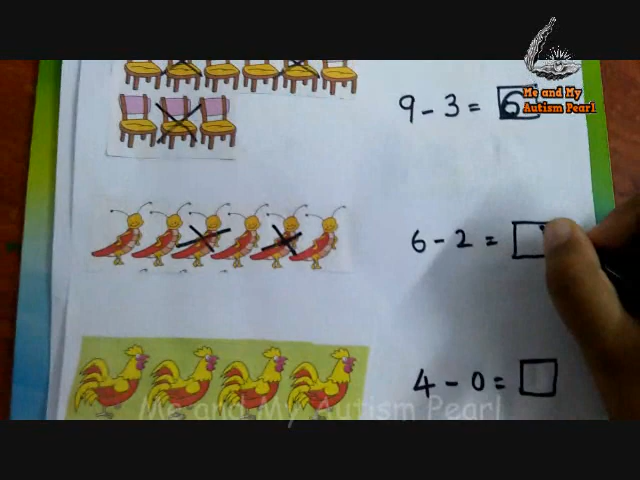 Me and My
Autism Pearl
9 - 3 = 6
6 - 2 =
4 - 0 =
Me and My Autism Pearl